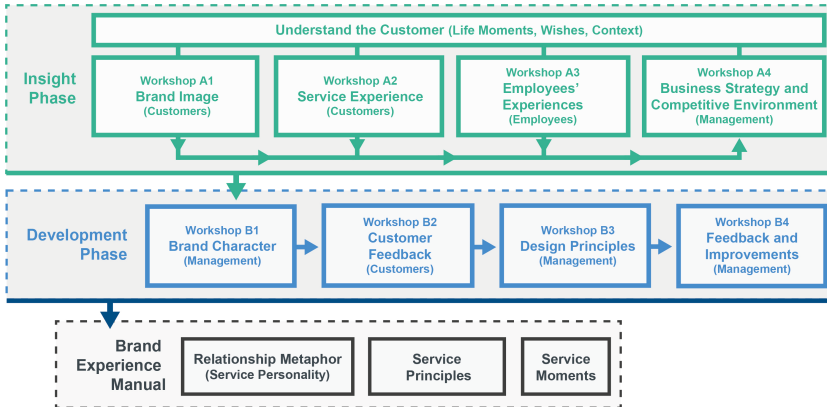 Understand the Customer (Life Moments, Wishes, Context)
Insight
Phase
Workshop A1
Brand Image
(Customers)
Workshop A2
Service Experience
(Customers)
Workshop A3
Employees’
Experiences
(Employees)
Workshop A4
Business Strategy and
Competitive Environment
(Management)
Development
Phase
Workshop B1
Brand Character
(Management)
Workshop B2
Customer
Feedback
(Customers)
Workshop B3
Design Principles
(Management)
Workshop B4
Feedback and
Improvements
(Management)
Brand
Experience
Manual
Relationship Metaphor
(Service Personality)
Service
Principles
Service
Moments